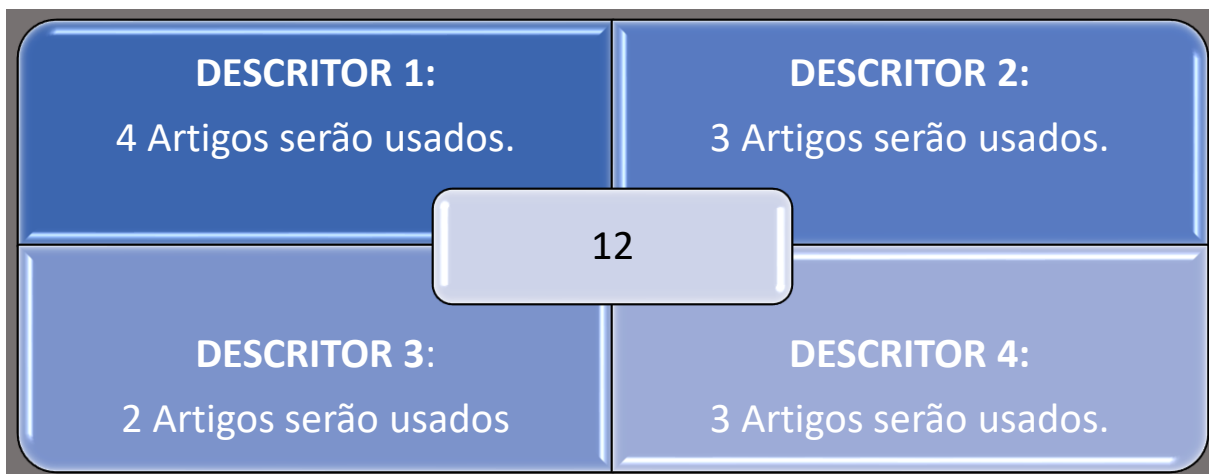 DESCRITOR 1:
4 Artigos serão usados.
DESCRITOR 2:
3 Artigos serão usados.
12
DESCRITOR 3:
2 Artigos serão usados
DESCRITOR 4:
3 Artigos serão usados.